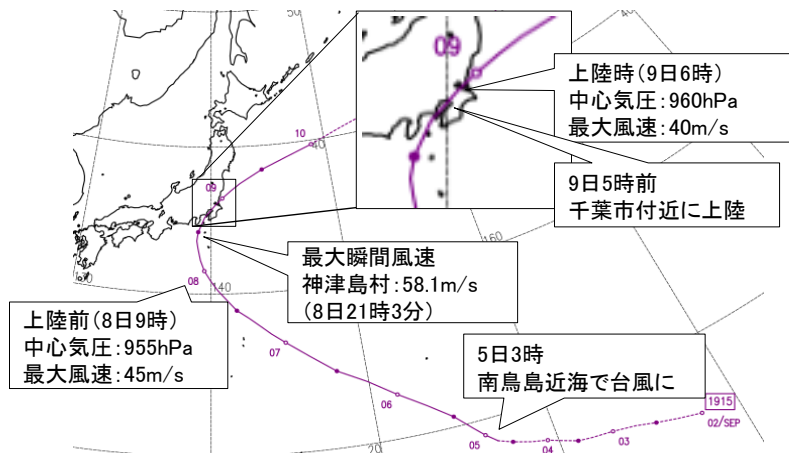 50
40
09
上陸時(9日6時)
中心気圧:960hPa
最大風速:40m/s
9日5時前
千葉市付近に上陸
10
40
09
160
最大瞬間風速
神津島村:58.1m/s
(8日21時3分)
08
140
上陸前(8日9時)
中心気圧:955hPa
最大風速:45m/s
07
5日3時
南鳥島近海で台風に
06
1915
02/SEP
05
04
03
20